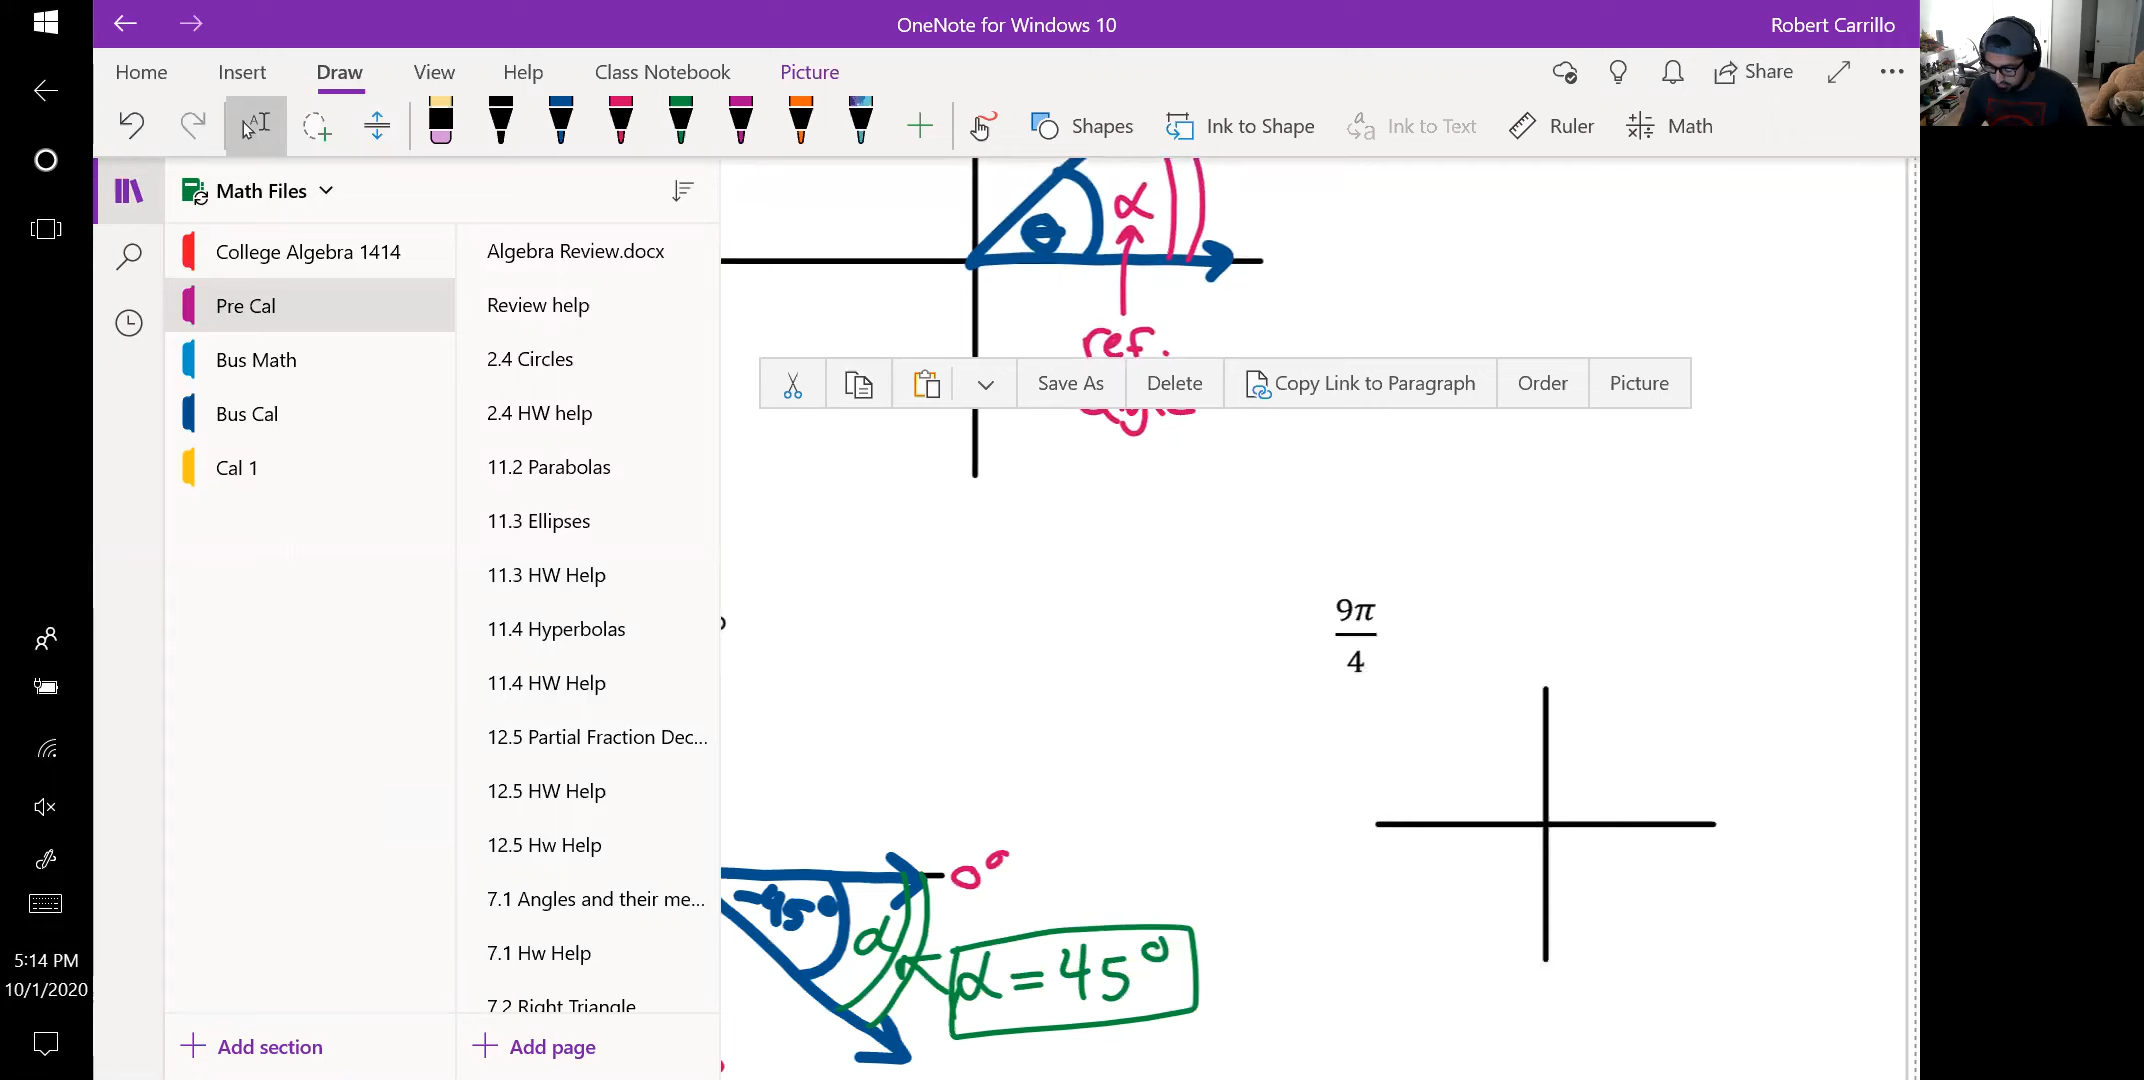 OneNote for Windows 10
Robert Carrillo
Home
Insert
Draw
View
Help
Class Notebook
Picture
Share
Shapes
Ink to Shape
Ink to Text
Ruler
Math
Math Files
College Algebra 1414
Pre Cal
Bus Math
Bus Cal
Cal 1
Algebra Review.docx
Review help
2.4 Circles
2.4 HW help
11.2 Parabolas
11.3 Ellipses
11.3 HW Help
11.4 Hyperbolas
11.4 HW Help
12.5 Partial Fraction Dec...
12.5 HW Help
12.5 Hw Help
7.1 Angles and their me...
7.1 Hw Help
7.2 Right Triangle
Add section
Add page
θ
α
ref.
Save As
Delete
Copy Link to Paragraph
Order
Picture
9π
4
0°
-45°
α
α = 45°
5:14 PM
10/1/2020